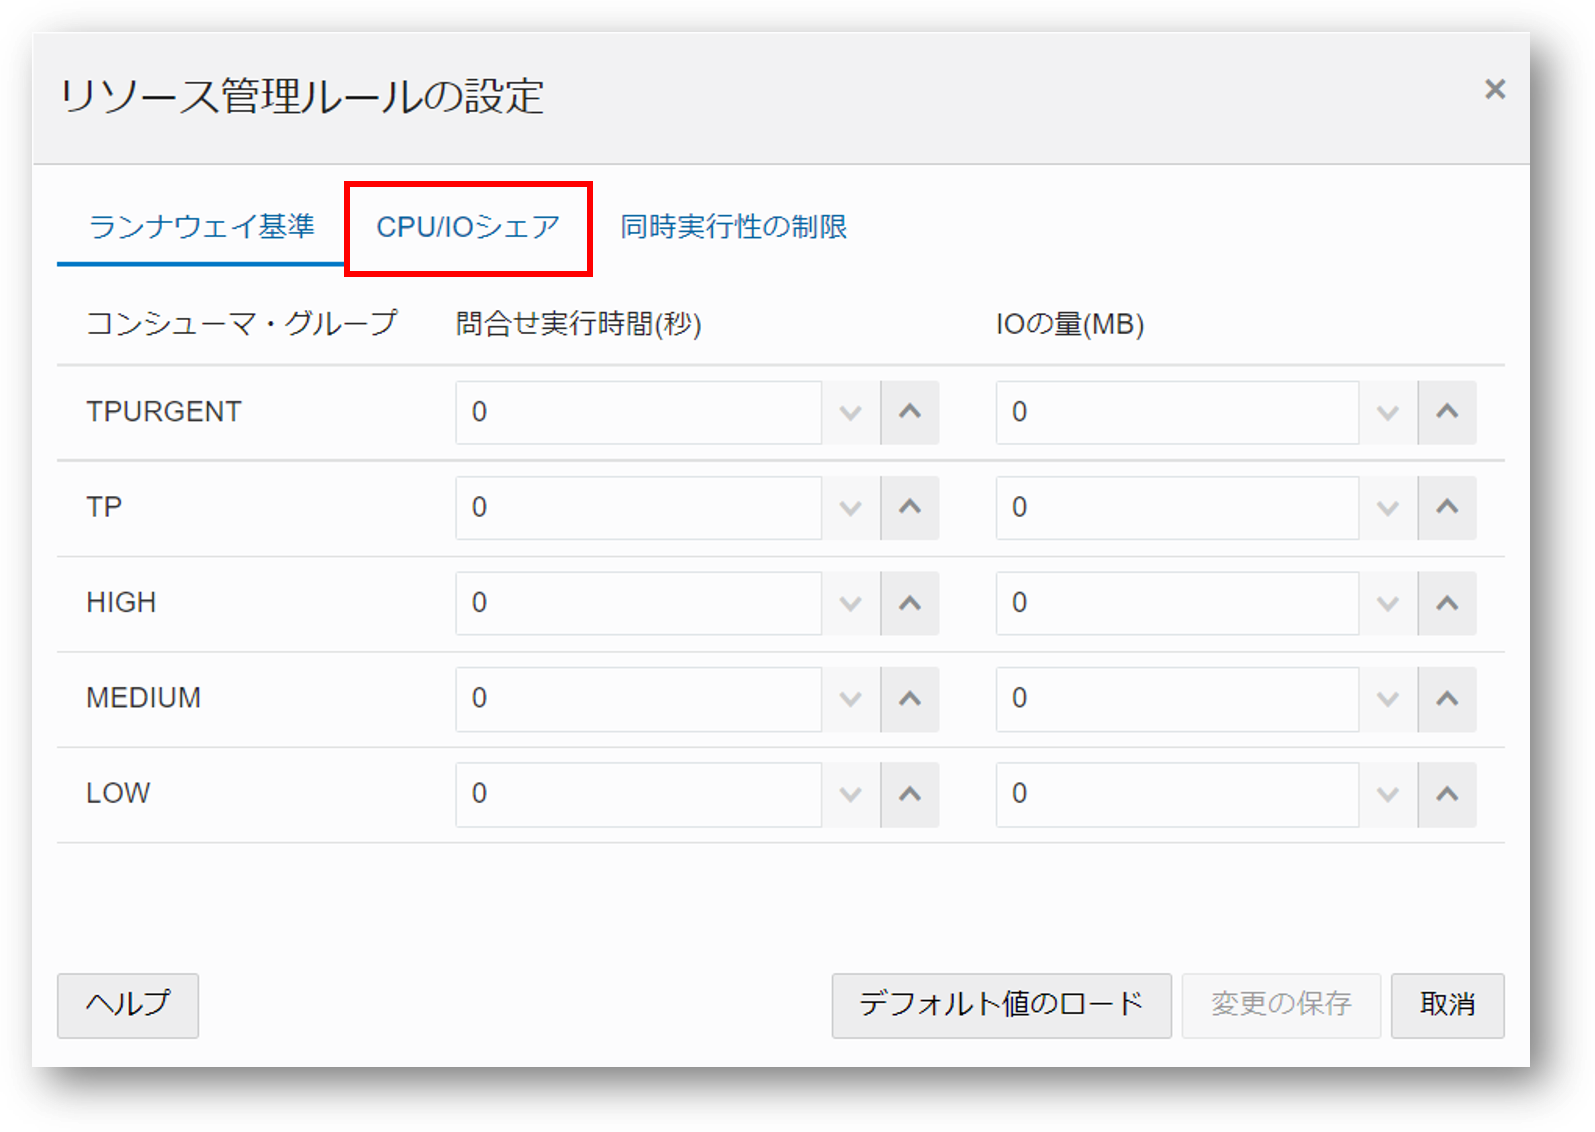 リソース管理ルールの設定
ランナウェイ基準 CPU/IOシェア 同時実行性の制限
コンシューマ・グループ 問合せ実行時間(秒) IOの量(MB)
TPURGENT 0 0
TP 0 0
HIGH 0 0
MEDIUM 0 0
LOW 0 0
ヘルプ デフォルト値のロード 変更の保存 取消